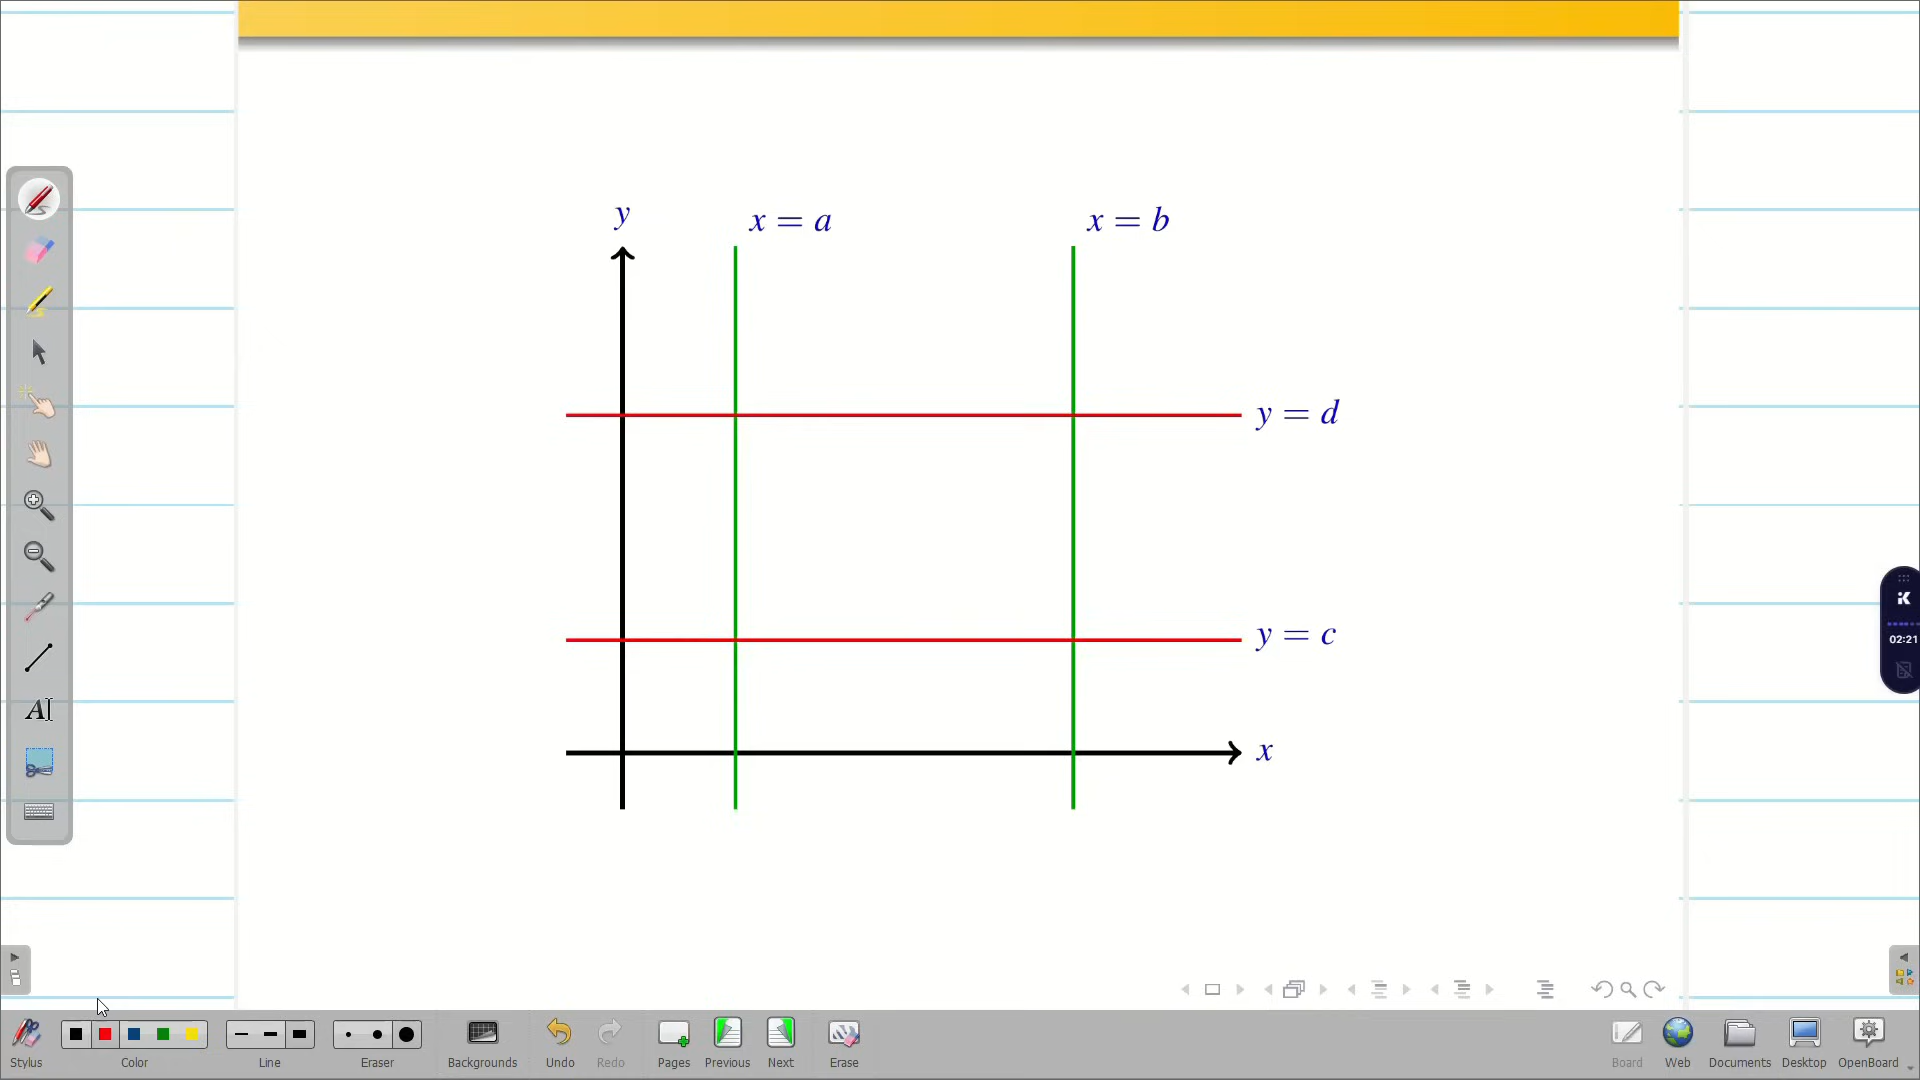 y
x = a
x = b
y = d
y = c
x
02:21
A
Stylus
Color
Line
Eraser
Backgrounds
Undo
Redo
Pages
Previous
Next
Erase
Board
Web
Documents
Desktop
OpenBoard